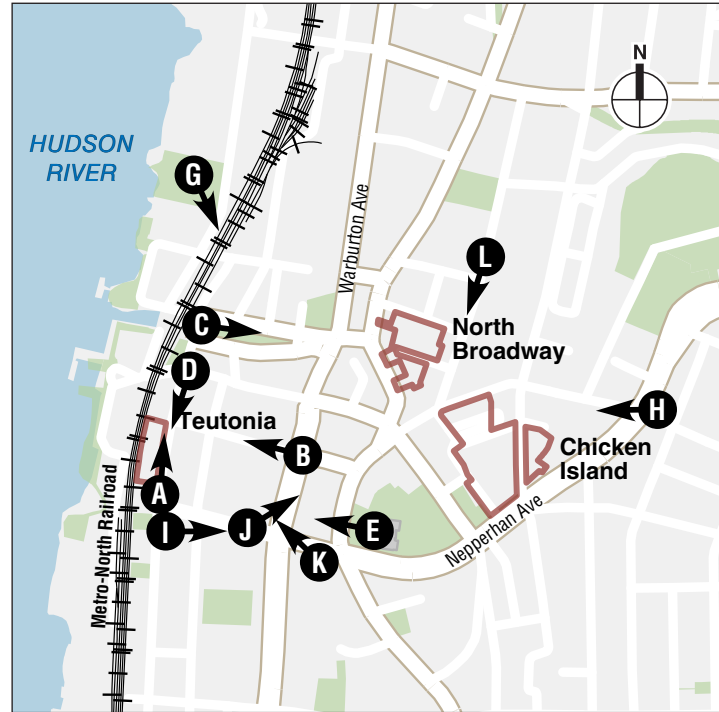 N
HUDSON
RIVER
G
Warburton Ave
L
C
North
Broadway
D
Teutonia
H
B
Chicken
Island
A
Metro-North Railroad
I
J
E
K
Nepperhan Ave